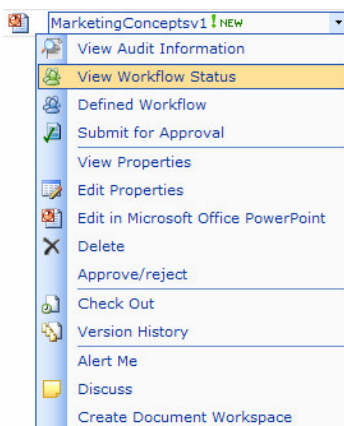 MarketingConceptsv1 ! NEW
View Audit Information
View Workflow Status
Defined Workflow
Submit for Approval
View Properties
Edit Properties
Edit in Microsoft Office PowerPoint
Delete
Approve/reject
Check Out
Version History
Alert Me
Discuss
Create Document Workspace